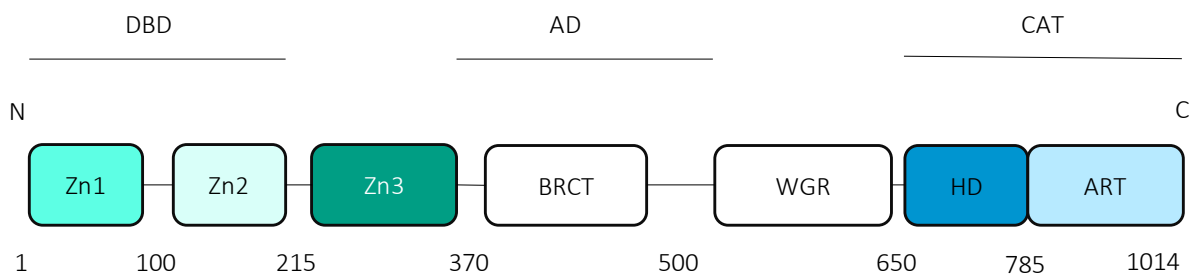 DBD AD CAT
N C
Zn1 Zn2 Zn3 BRCT WGR HD ART
1 100 215 370 500 650 785 1014